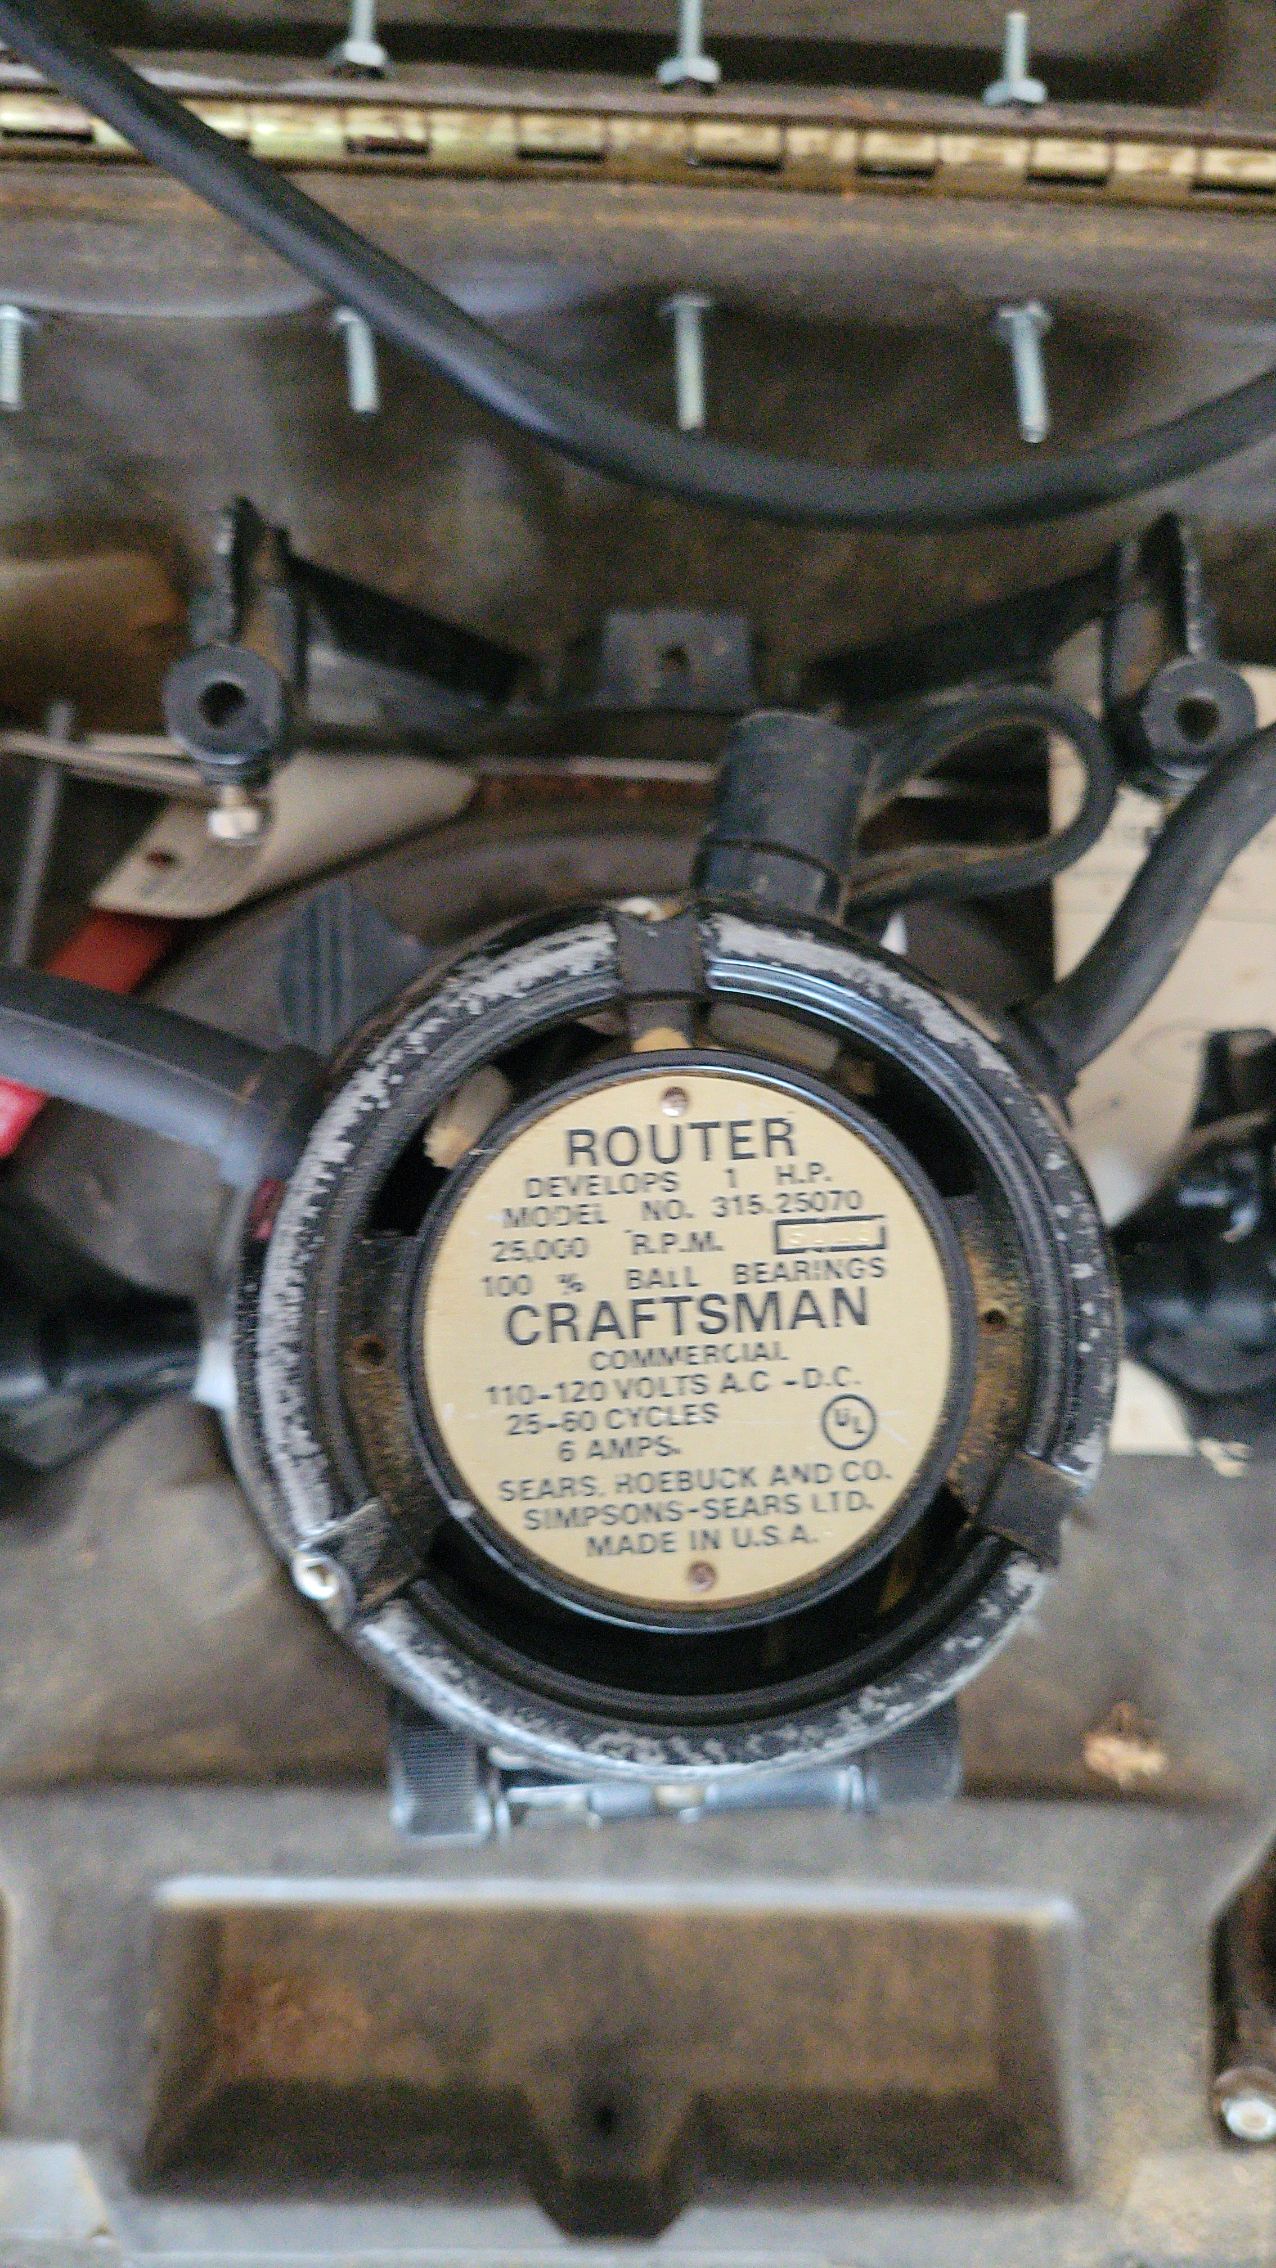 ROUTER
DEVELOPS 1 H.P.
MODEL NO. 315.25070
25,000 R.P.M.
100 % BALL BEARINGS
CRAFTSMAN
COMMERCIAL
110-120 VOLTS A.C - D.C.
25-60 CYCLES
6 AMPS.
UL
SEARS, ROEBUCK AND CO.
SIMPSONS-SEARS LTD.
MADE IN U.S.A.